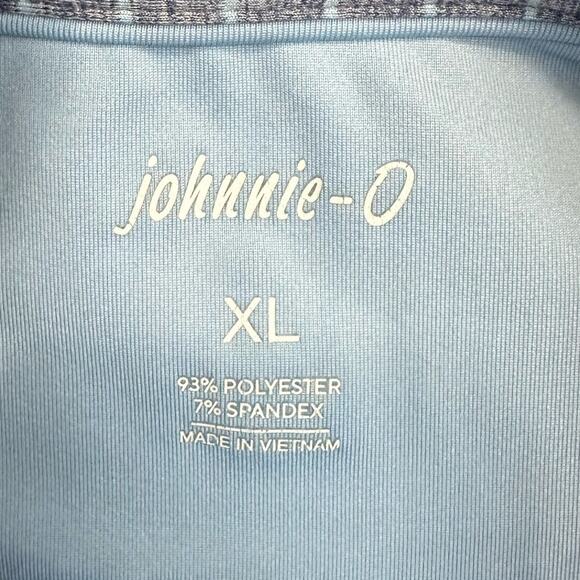 johnnie-O
XL
93% POLYESTER
7% SPANDEX
MADE IN VIETNAM